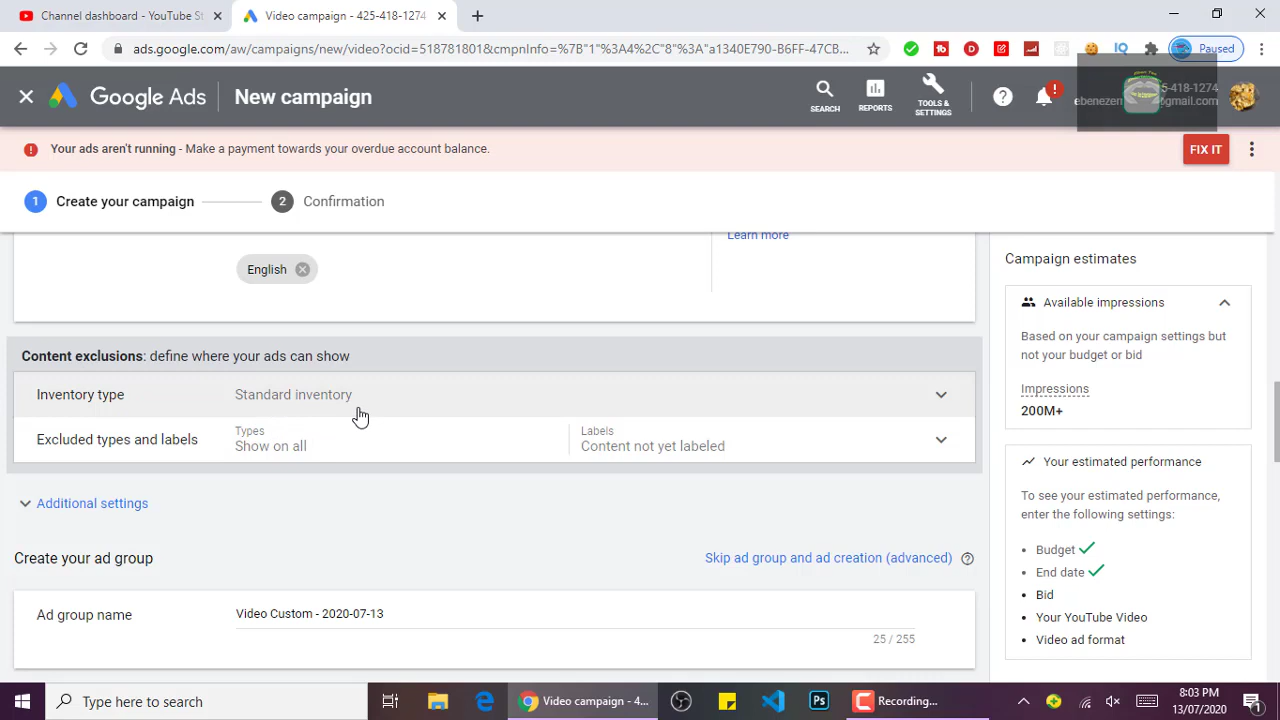 Channel dashboard - YouTube St
Video campaign - 425-418-1274
ads.google.com/aw/campaigns/new/video?ocid=518781801&cmpnInfo=%7B"1"%3A4%2C"8"%3A"a1340E790-B6FF-47CB...
Paused
Google Ads
New campaign
SEARCH
REPORTS
TOOLS &
SETTINGS
5-418-1274
ebenezen
@gmail.com
Your ads aren't running - Make a payment towards your overdue account balance.
FIX IT
1 Create your campaign
2 Confirmation
Learn more
English
Campaign estimates
Available impressions
Based on your campaign settings but
not your budget or bid
Impressions
200M+
Content exclusions: define where your ads can show
Inventory type
Standard inventory
Excluded types and labels
Types
Show on all
Labels
Content not yet labeled
Your estimated performance
To see your estimated performance,
enter the following settings:
• Budget
• End date
• Bid
• Your YouTube Video
• Video ad format
Additional settings
Create your ad group
Skip ad group and ad creation (advanced)
Ad group name
Video Custom - 2020-07-13
25 / 255
Type here to search
Video campaign - 4...
Recording...
8:03 PM
13/07/2020
1